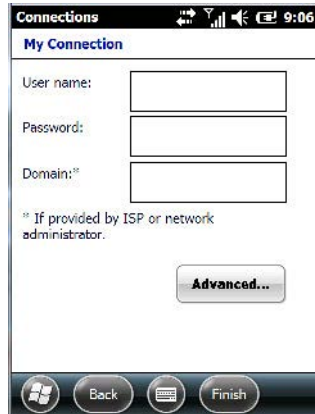 Connections 9:06
My Connection
User name:
Password:
Domain:*
* If provided by ISP or network
administrator.
Advanced...
Back Finish